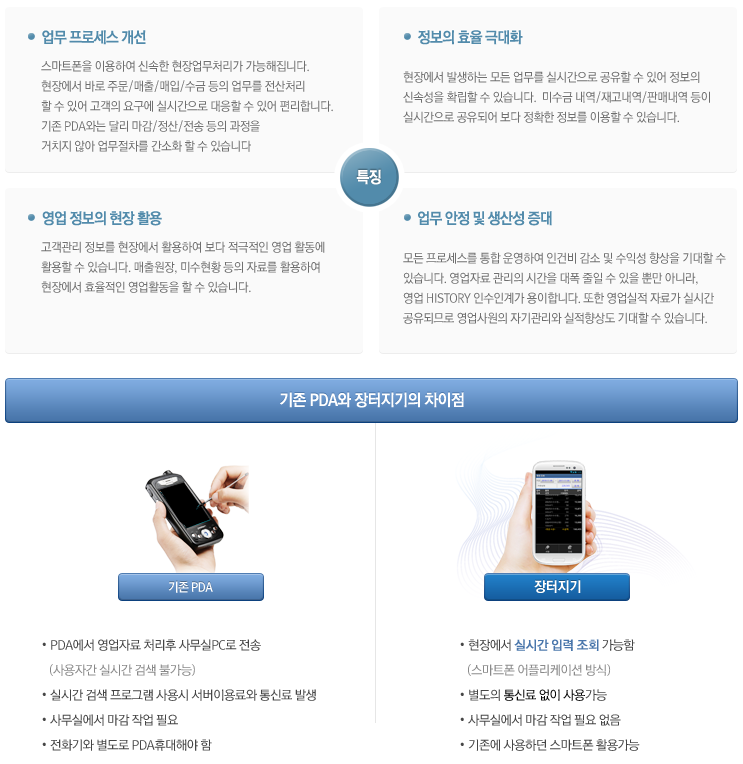 업무 프로세스 개선
스마트폰을 이용하여 신속한 현장업무처리가 가능해집니다.
현장에서 바로 주문/매출/매입/수금 등의 업무를 전산처리
할 수 있어 고객의 요구에 실시간으로 대응할 수 있어 편리합니다.
기존 PDA와는 달리 마감/정산/전송 등의 과정을
거치지 않아 업무절차를 간소화 할 수 있습니다
정보의 효율 극대화
현장에서 발생하는 모든 업무를 실시간으로 공유할 수 있어 정보의
신속성을 확립할 수 있습니다. 미수금 내역/재고내역/판매내역 등이
실시간으로 공유되어 보다 정확한 정보를 이용할 수 있습니다.
특징
영업 정보의 현장 활용
고객관리 정보를 현장에서 활용하여 보다 적극적인 영업 활동에
활용할 수 있습니다. 매출원장, 미수현황 등의 자료를 활용하여
현장에서 효율적인 영업활동을 할 수 있습니다.
업무 안정 및 생산성 증대
모든 프로세스를 통합 운영하여 인건비 감소 및 수익성 향상을 기대할 수
있습니다. 영업자료 관리의 시간을 대폭 줄일 수 있을 뿐만 아니라,
영업 HISTORY 인수인계가 용이합니다. 또한 영업실적 자료가 실시간
공유되므로 영업사원의 자기관리와 실적향상도 기대할 수 있습니다.
기존 PDA와 장터지기의 차이점
기존 PDA
• PDA에서 영업자료 처리후 사무실PC로 전송
(사용자간 실시간 검색 불가능)
• 실시간 검색 프로그램 사용시 서버이용료와 통신료 발생
• 사무실에서 마감 작업 필요
• 전화기와 별도로 PDA휴대해야 함
장터지기
• 현장에서 실시간 입력 조회 가능함
(스마트폰 어플리케이션 방식)
• 별도의 통신료 없이 사용가능
• 사무실에서 마감 작업 필요 없음
• 기존에 사용하던 스마트폰 활용가능